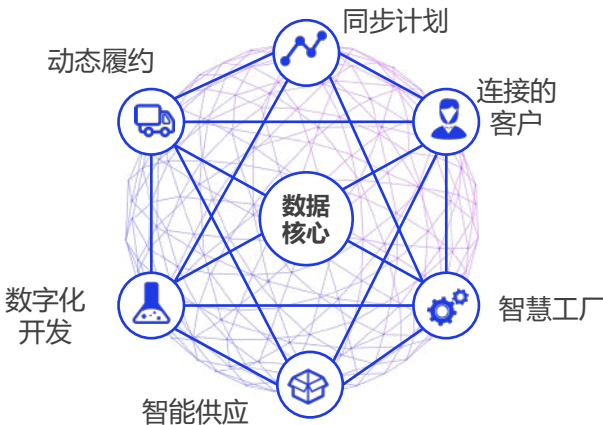 同步计划
动态履约
连接的
客户
数据
核心
数字化
开发
智慧工厂
智能供应